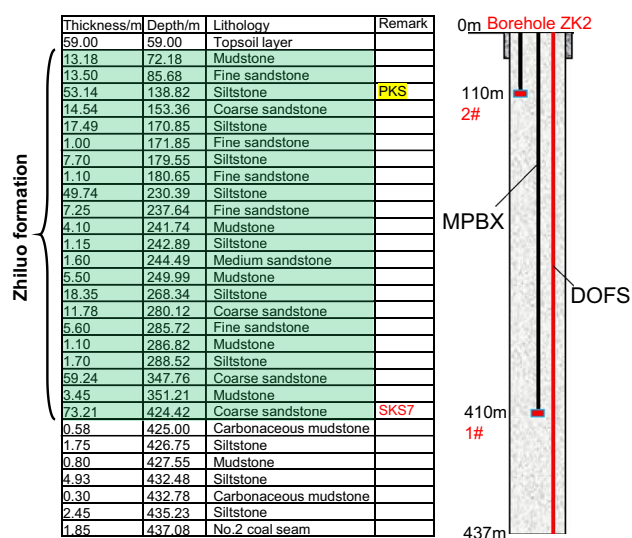 Thickness/m Depth/m Lithology Remark
59.00 59.00 Topsoil layer
13.18 72.18 Mudstone
13.50 85.68 Fine sandstone
53.14 138.82 Siltstone PKS
14.54 153.36 Coarse sandstone
17.49 170.85 Siltstone
1.00 171.85 Fine sandstone
7.70 179.55 Siltstone
1.10 180.65 Fine sandstone
49.74 230.39 Siltstone
7.25 237.64 Fine sandstone
4.10 241.74 Mudstone
1.15 242.89 Siltstone
1.60 244.49 Medium sandstone
5.50 249.99 Mudstone
18.35 268.34 Siltstone
11.78 280.12 Coarse sandstone
5.60 285.72 Fine sandstone
1.10 286.82 Mudstone
1.70 288.52 Siltstone
59.24 347.76 Coarse sandstone
3.45 351.21 Mudstone
73.21 424.42 Coarse sandstone SKS7
0.58 425.00 Carbonaceous mudstone
1.75 426.75 Siltstone
0.80 427.55 Mudstone
4.93 432.48 Siltstone
0.30 432.78 Carbonaceous mudstone
2.45 435.23 Siltstone
1.85 437.08 No.2 coal seam
Zhiluo formation
0m Borehole ZK2
110m
2#
MPBX
DOFS
410m
1#
437m